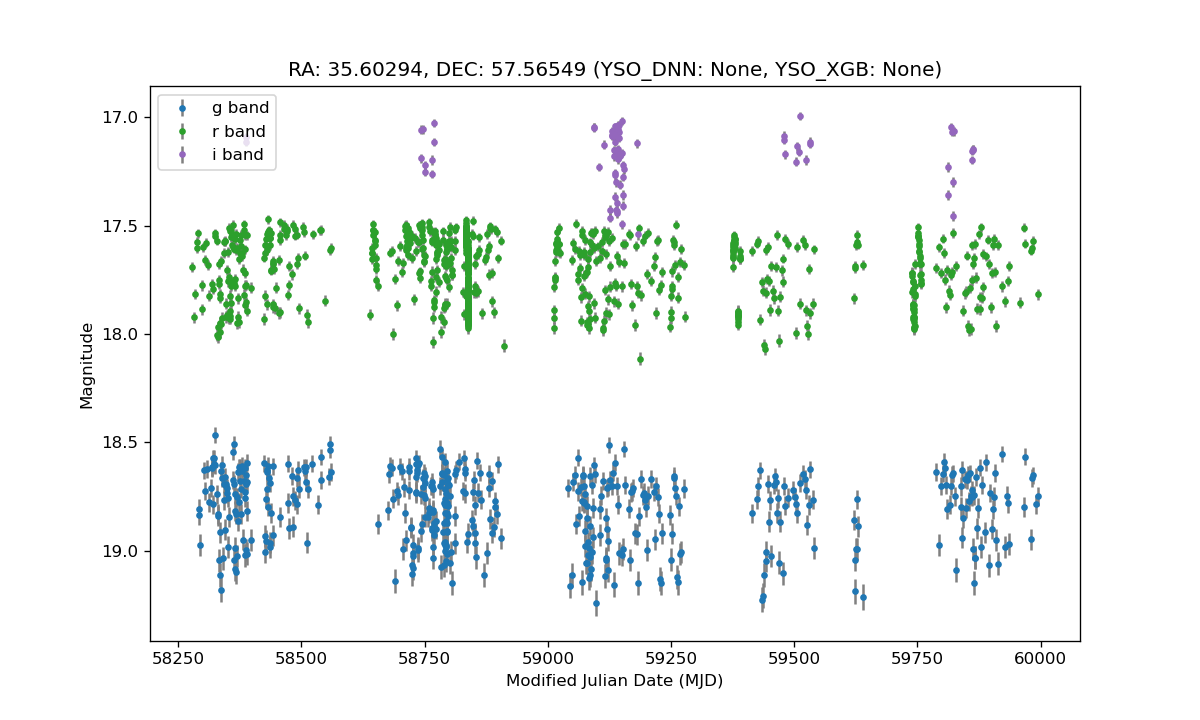 RA: 35.60294, DEC: 57.56549 (YSO_DNN: None, YSO_XGB: None)
g band
r band
i band
17.0
17.5
18.0
18.5
19.0
Magnitude
58250 58500 58750 59000 59250 59500 59750 60000
Modified Julian Date (MJD)